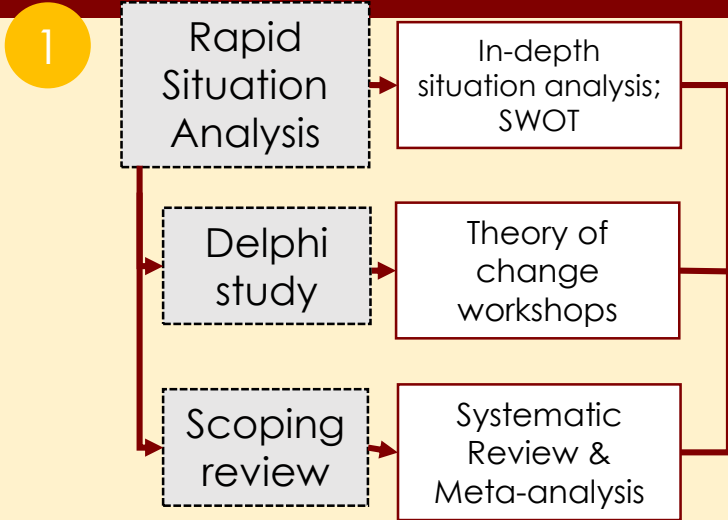 1
Rapid
Situation
Analysis
In-depth
situation analysis;
SWOT
Delphi
study
Theory of
change
workshops
Scoping
review
Systematic
Review &
Meta-analysis